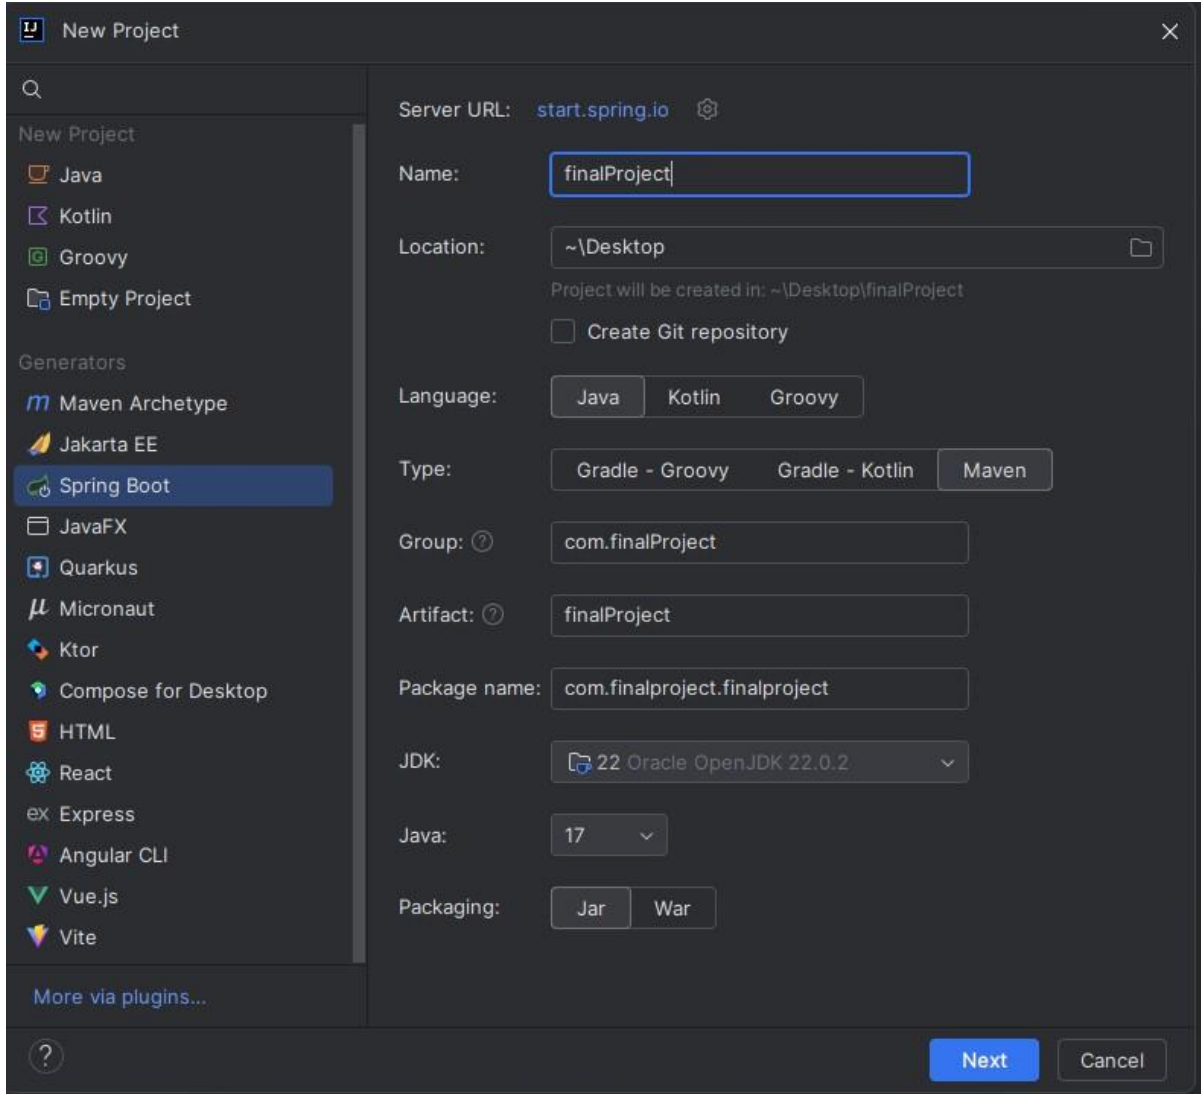 New Project
New Project
Java
Kotlin
Groovy
Empty Project
Generators
Maven Archetype
Jakarta EE
Spring Boot
JavaFX
Quarkus
Micronaut
Ktor
Compose for Desktop
HTML
React
ex Express
Angular CLI
Vue.js
Vite
More via plugins...
Server URL: start.spring.io
Name: finalProject
Location: ~\Desktop
Project will be created in: ~\Desktop\finalProject
Create Git repository
Language: Java Kotlin Groovy
Type: Gradle - Groovy Gradle - Kotlin Maven
Group: com.finalProject
Artifact: finalProject
Package name: com.finalproject.finalproject
JDK: 22 Oracle OpenJDK 22.0.2
Java: 17
Packaging: Jar War
? Next Cancel